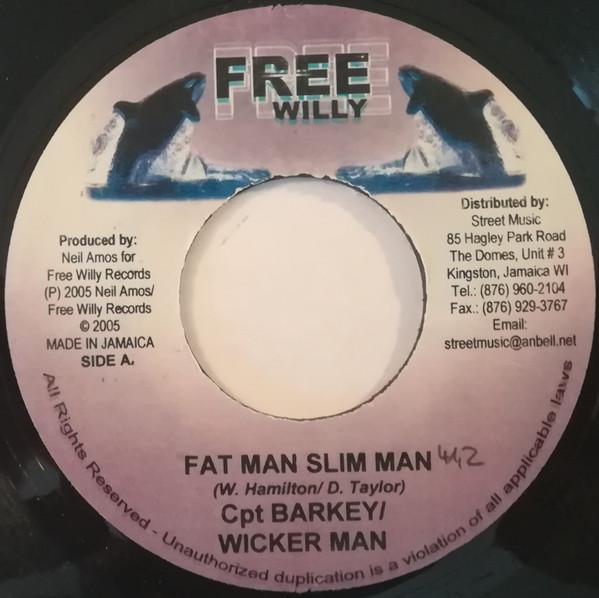 FREE
WILLY
Produced by:
Neil Amos for
Free Willy Records
(P) 2005 Neil Amos/
Free Willy Records
© 2005
MADE IN JAMAICA
SIDE A.
Distributed by:
Street Music
85 Hagley Park Road
The Domes, Unit # 3
Kingston, Jamaica WI
Tel.: (876) 960-2104
Fax.: (876) 929-3767
Email:
streetmusic@anbell.net
FAT MAN SLIM MAN 44,2
(W. Hamilton/ D. Taylor)
Cpt BARKEY/
WICKER MAN
All Rights Reserved - Unauthorized duplication is a violation of all applicable laws